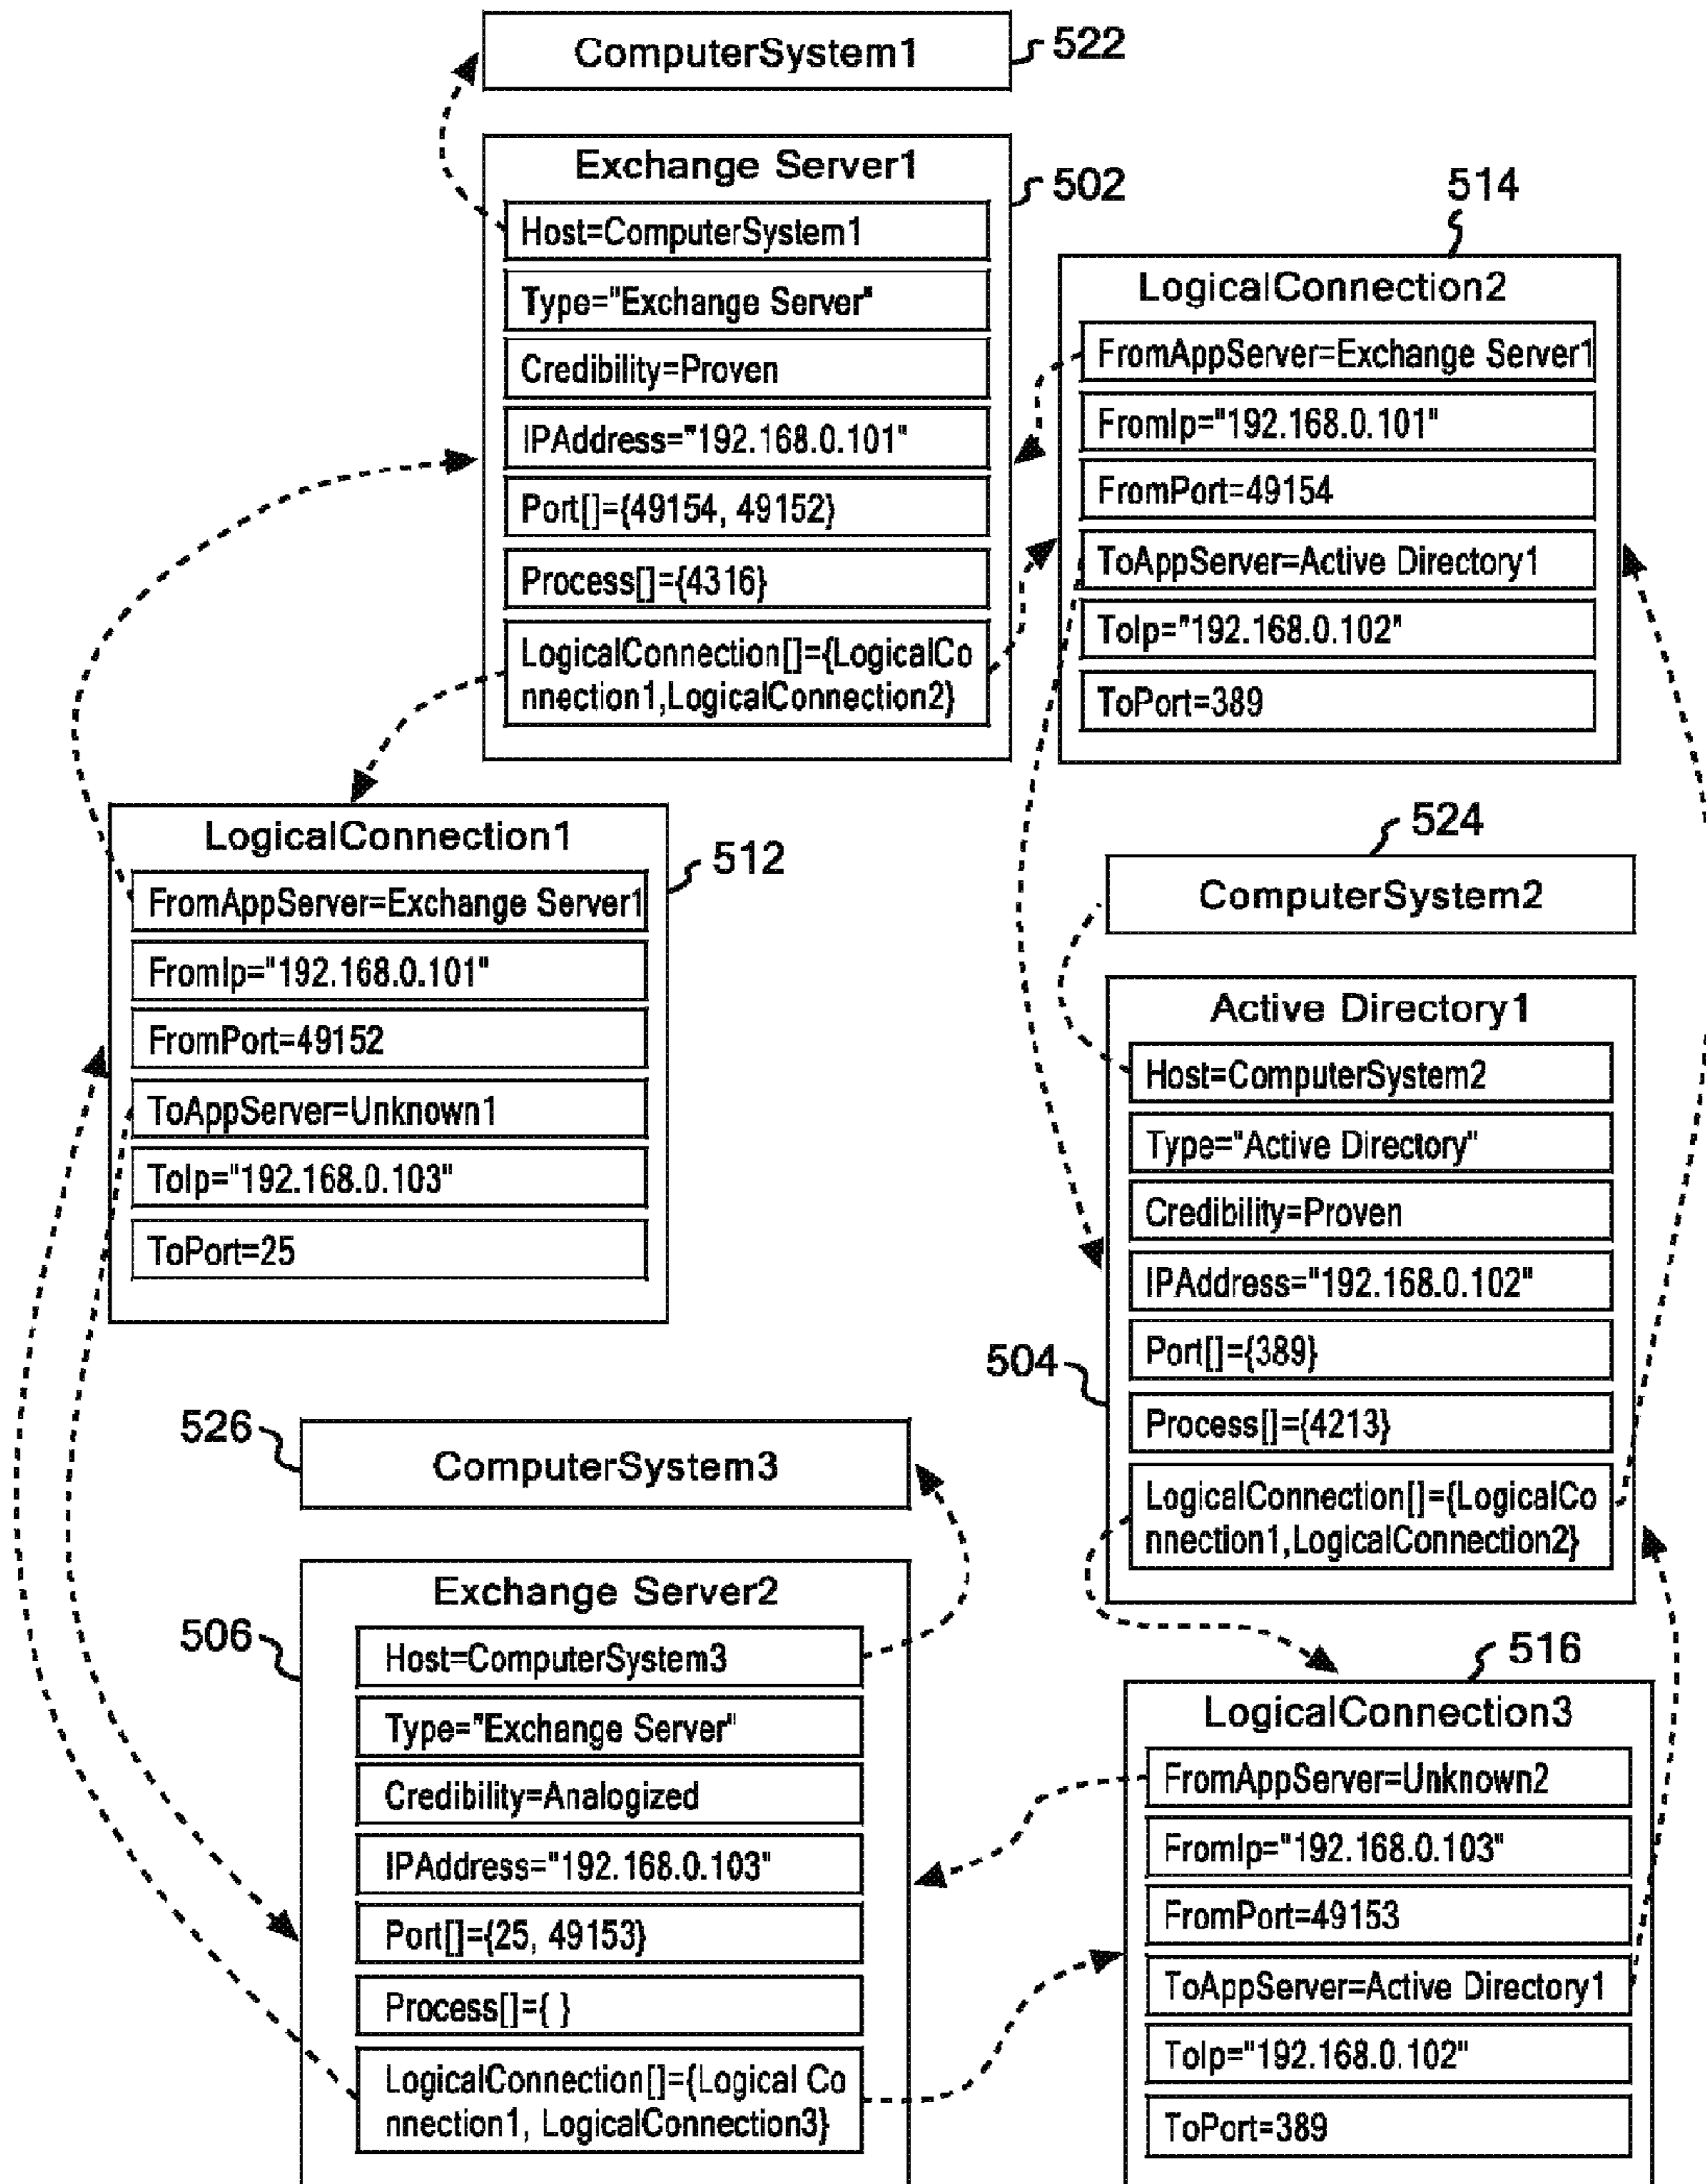 ComputerSystem1
522
Exchange Server1
502
Host=ComputerSystem1
Type="Exchange Server"
Credibility=Proven
IPAddress="192.168.0.101"
Port[]={49154, 49152}
Process[]={4316}
LogicalConnection[]={LogicalCo
nnection1,LogicalConnection2}
514
LogicalConnection2
FromAppServer=Exchange Server1
FromIp="192.168.0.101"
FromPort=49154
ToAppServer=Active Directory1
ToIp="192.168.0.102"
ToPort=389
LogicalConnection1
512
FromAppServer=Exchange Server1
FromIp="192.168.0.101"
FromPort=49152
ToAppServer=Unknown1
ToIp="192.168.0.103"
ToPort=25
524
ComputerSystem2
Active Directory1
504
Host=ComputerSystem2
Type="Active Directory"
Credibility=Proven
IPAddress="192.168.0.102"
Port[]={389}
Process[]={4213}
LogicalConnection[]={LogicalCo
nnection1,LogicalConnection2}
526
ComputerSystem3
Exchange Server2
506
Host=ComputerSystem3
Type="Exchange Server"
Credibility=Analogized
IPAddress="192.168.0.103"
Port[]={25, 49153}
Process[]={ }
LogicalConnection[]={Logical Co
nnection1, LogicalConnection3}
516
LogicalConnection3
FromAppServer=Unknown2
FromIp="192.168.0.103"
FromPort=49153
ToAppServer=Active Directory1
ToIp="192.168.0.102"
ToPort=389